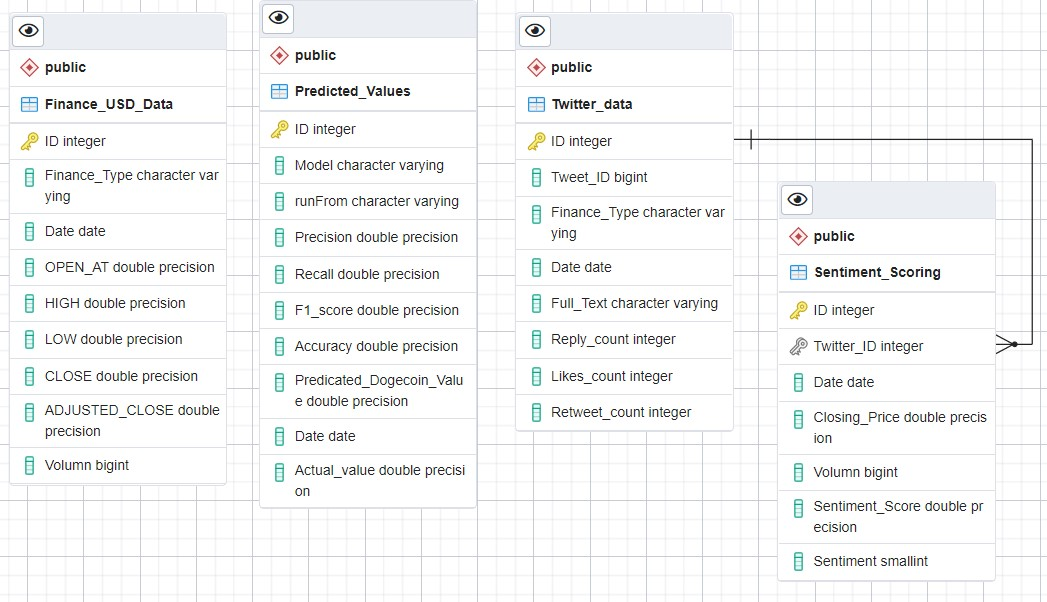 public
Finance_USD_Data
ID integer
Finance_Type character var
ying
Date date
OPEN_AT double precision
HIGH double precision
LOW double precision
CLOSE double precision
ADJUSTED_CLOSE double
precision
Volumn bigint
public
Predicted_Values
ID integer
Model character varying
runFrom character varying
Precision double precision
Recall double precision
F1_score double precision
Accuracy double precision
Predicated_Dogecoin_Valu
e double precision
Date date
Actual_value double precisi
on
public
Twitter_data
ID integer
Tweet_ID bigint
Finance_Type character var
ying
Date date
Full_Text character varying
Reply_count integer
Likes_count integer
Retweet_count integer
public
Sentiment_Scoring
ID integer
Twitter_ID integer
Date date
Closing_Price double precis
ion
Volumn bigint
Sentiment_Score double pr
ecision
Sentiment smallint